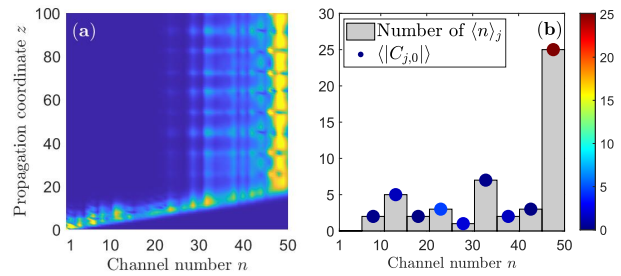 (a)
100
80
60
40
20
0
Propagation coordinate z
1 10 20 30 40 50
Channel number n
(b)
Number of ⟨n⟩j
⟨|Cj,0|⟩
30
25
20
15
10
5
0
1 10 20 30 40 50
Channel number n
25
20
15
10
5
0